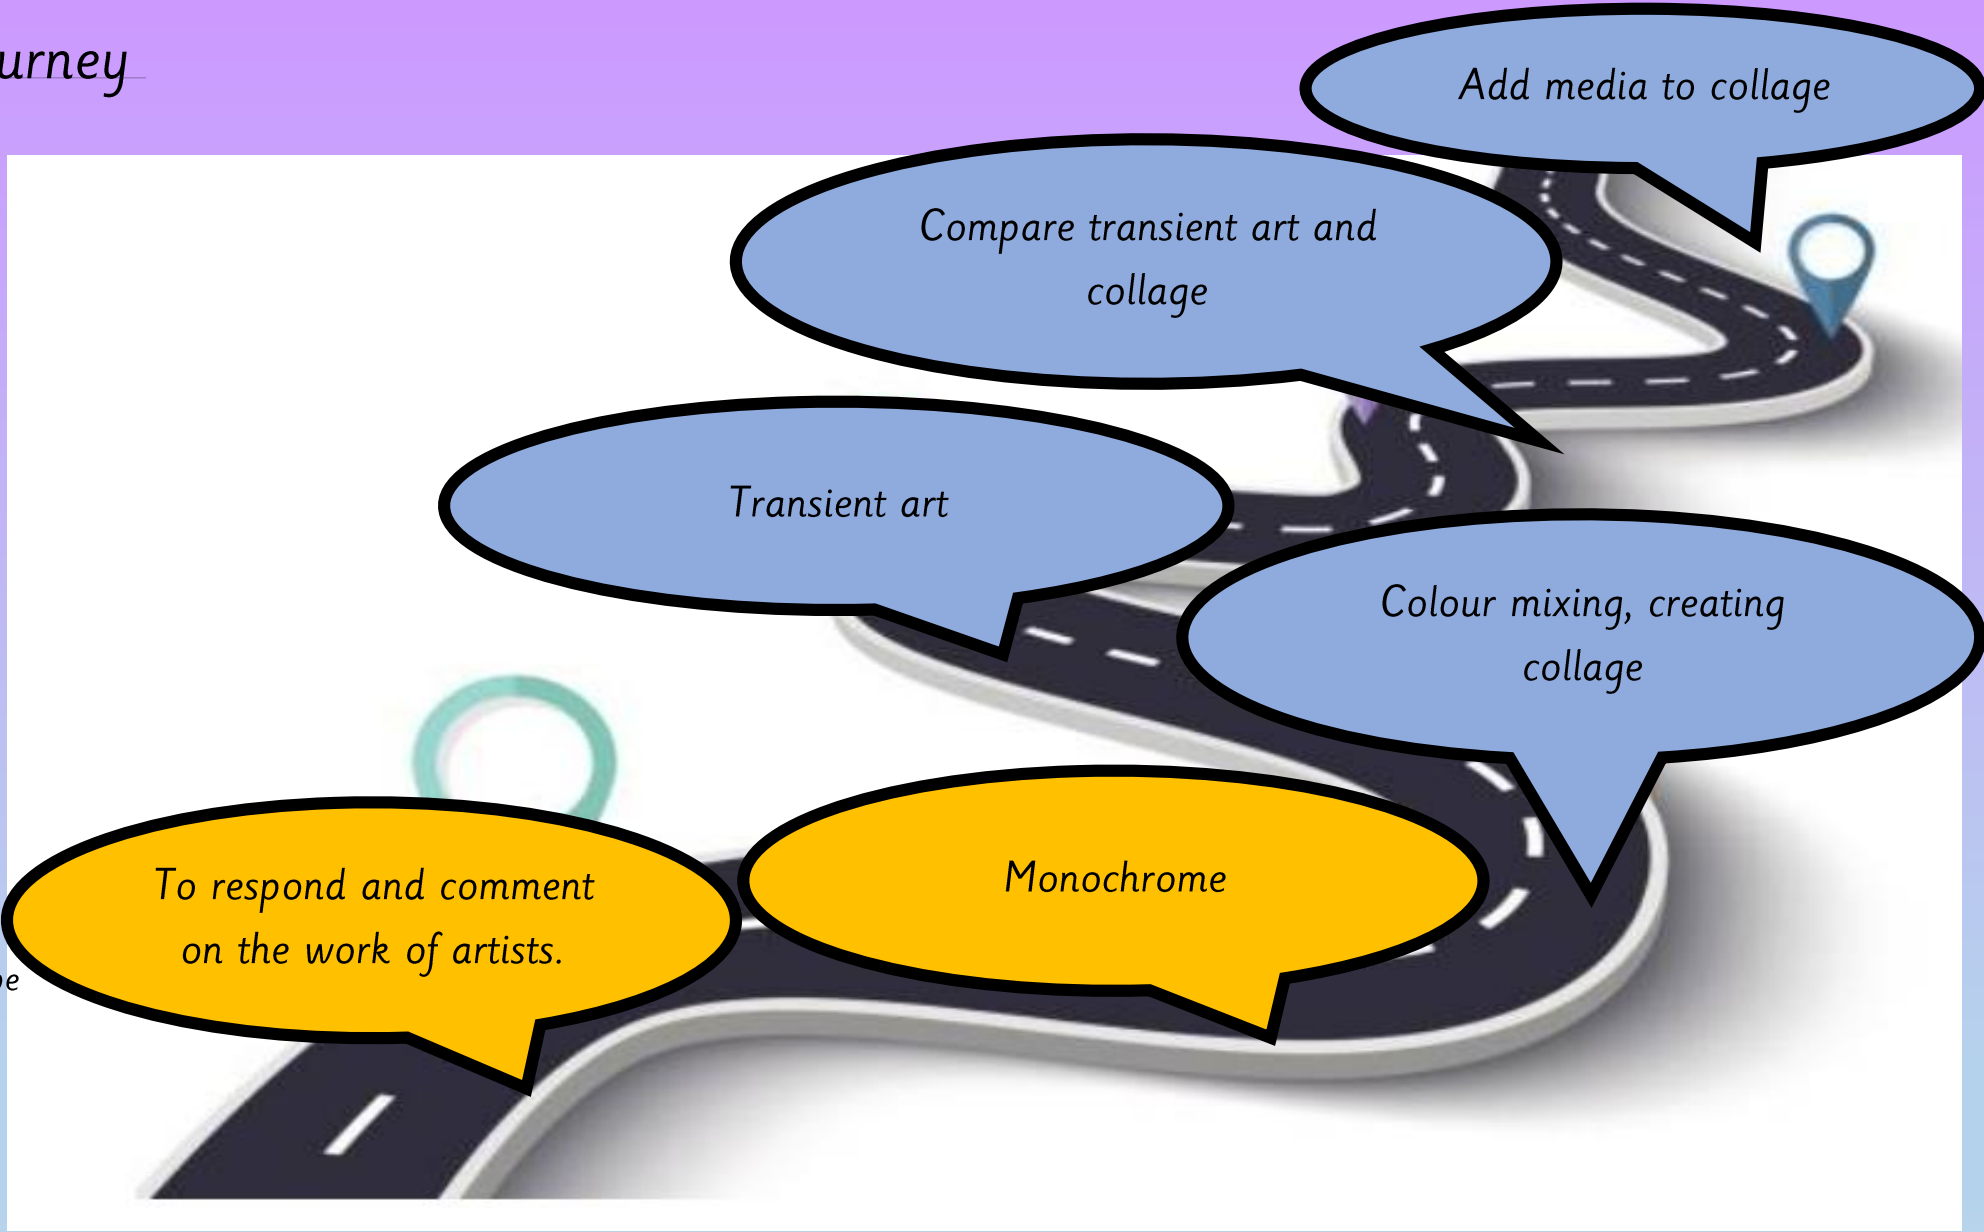 urney
Add media to collage
Compare transient art and
collage
Transient art
Colour mixing, creating
collage
Monochrome
To respond and comment
on the work of artists.